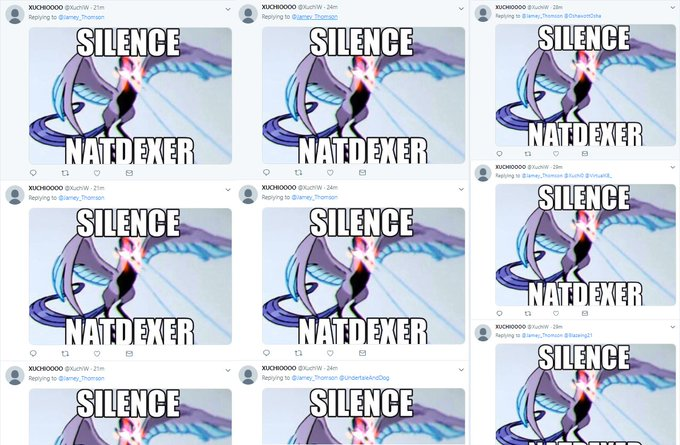 XUCHIOOOO @XuchiW · 21m
Replying to @Jamey_Thomson
SILENCE
NATDEXER
XUCHIOOOO @XuchiW · 21m
Replying to @Jamey_Thomson
SILENCE
NATDEXER
XUCHIOOOO @XuchiW · 21m
Replying to @Jamey_Thomson
SILENCE
XUCHIOOOO @XuchiW · 24m
Replying to @Jamey_Thomson
SILENCE
NATDEXER
XUCHIOOOO @XuchiW · 24m
Replying to @Jamey_Thomson
SILENCE
NATDEXER
XUCHIOOOO @XuchiW · 24m
Replying to @Jamey_Thomson @UndertaleAndDog
SILENCE
XUCHIOOOO @XuchiW · 28m
Replying to @Jamey_Thomson @OshawottOsha
SILENCE
NATDEXER
XUCHIOOOO @XuchiW · 29m
Replying to @Jamey_Thomson @XuchiO
SILENCE
NATDEXER
XUCHIOOOO @XuchiW · 29m
Replying to @Jamey_Thomson @Blazeing21
SILENCE
NATDEXER